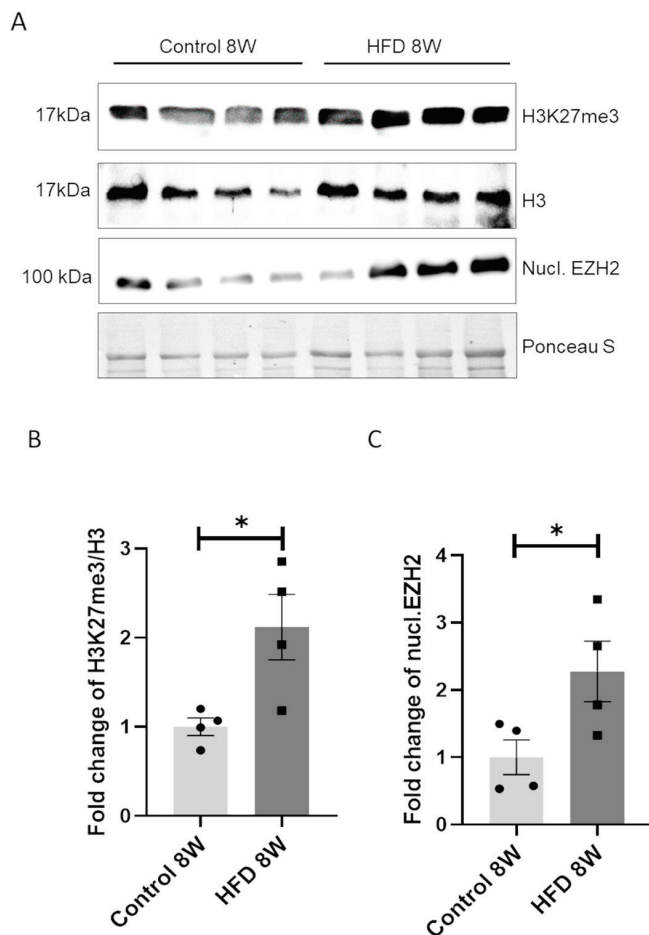 A
Control 8W HFD 8W
17kDa H3K27me3
17kDa H3
100 kDa Nucl. EZH2
Ponceau S
B C
Fold change of H3K27me3/H3
3
2
1
0
*
Control 8W
HFD 8W
Fold change of nucl.EZH2
4
3
2
1
0
*
Control 8W
HFD 8W